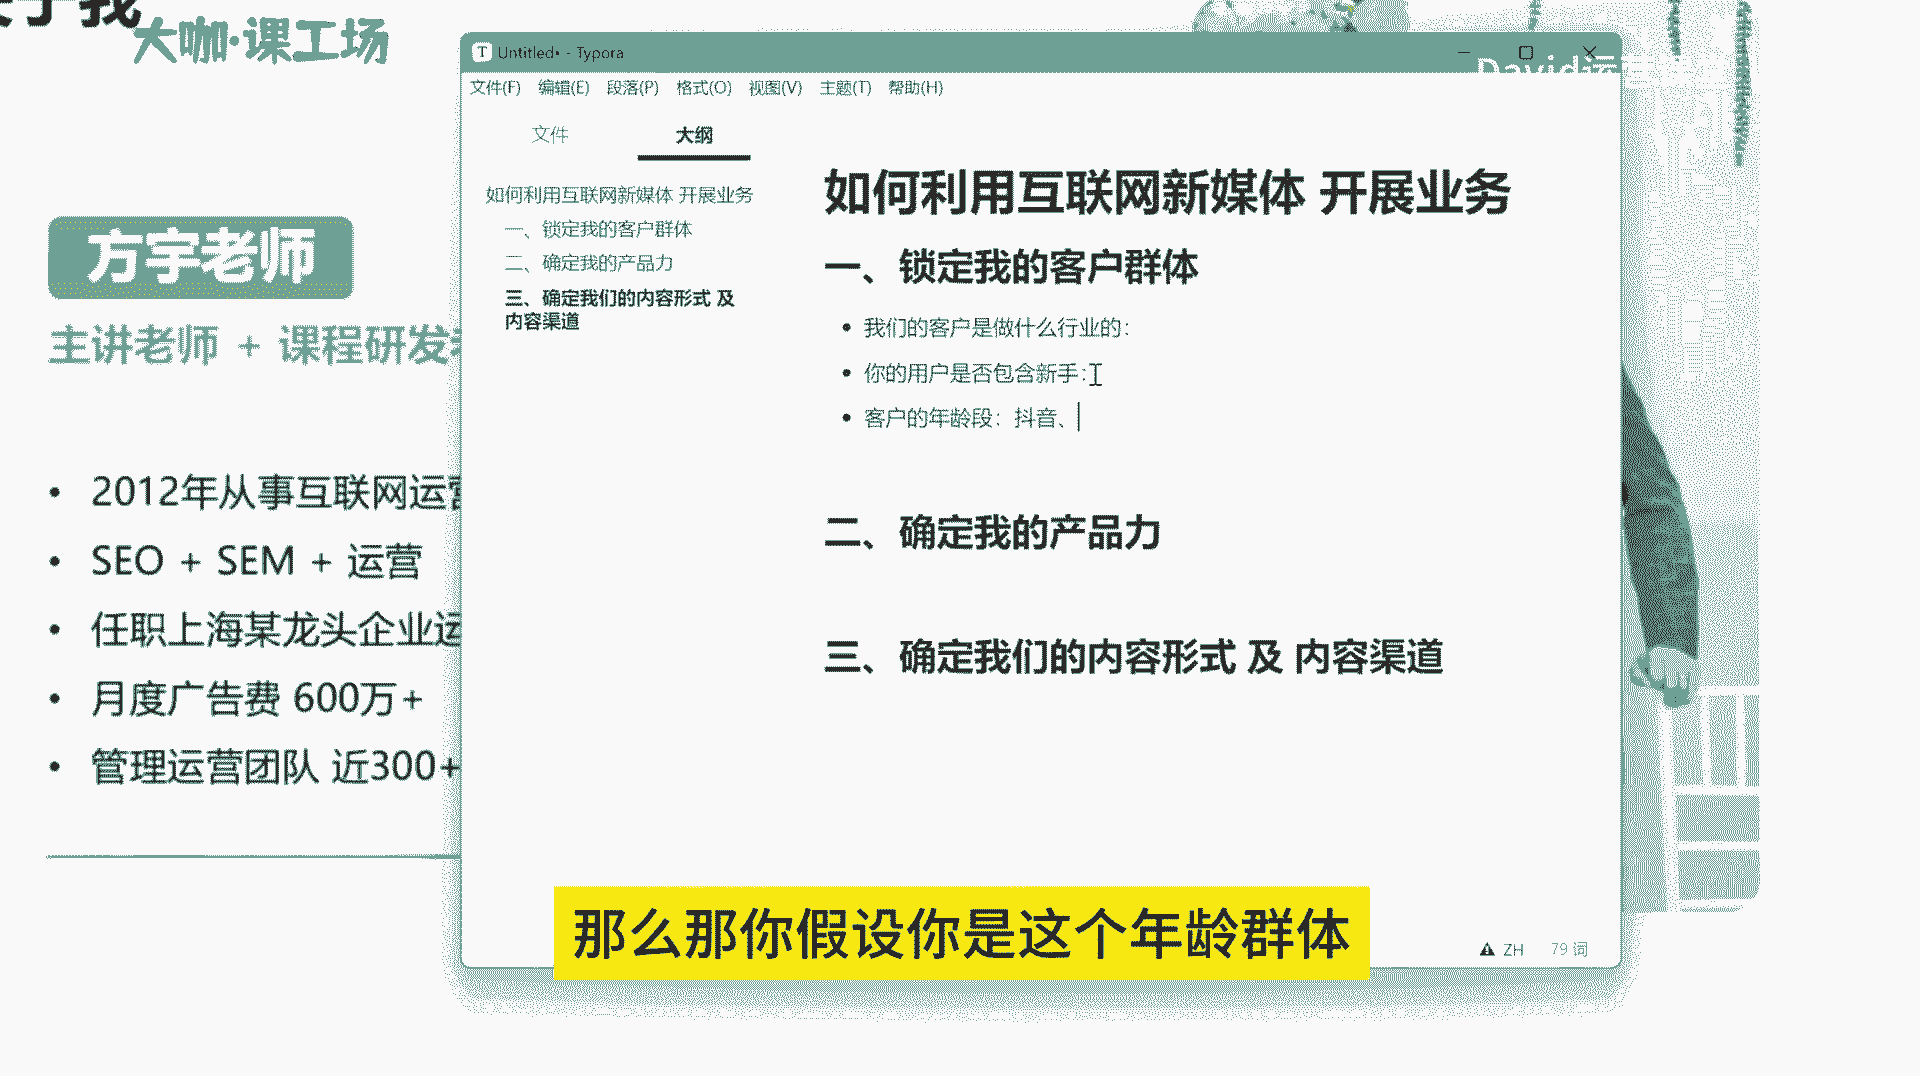 大咖·课工场
Untitled• - Typora
文件(F) 编辑(E) 段落(P) 格式(O) 视图(V) 主题(T) 帮助(H)
文件 大纲
如何利用互联网新媒体 开展业务
一、锁定我的客户群体
二、确定我的产品力
三、确定我们的内容形式 及
内容渠道
如何利用互联网新媒体 开展业务
一、锁定我的客户群体
• 我们的客户是做什么行业的：
• 你的用户是否包含新手：
• 客户的年龄段：抖音、
二、确定我的产品力
三、确定我们的内容形式 及 内容渠道
ZH 79 词
方宇老师
主讲老师 + 课程研发
• 2012年从事互联网运营
• SEO + SEM + 运营
• 任职上海某龙头企业运
• 月度广告费 600万+
• 管理运营团队 近300+
David运
那么那你假设你是这个年龄群体